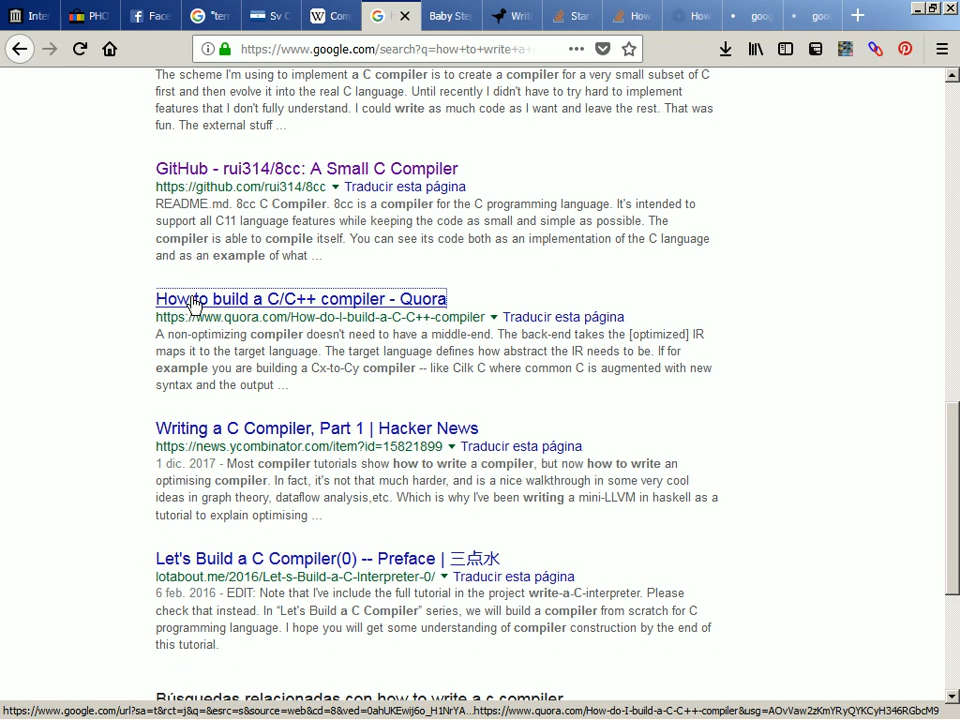 Inter
PHO
Face
"terr
Sv C
Com
Baby Ste
Writi
Start
How
How
goog
goo
https://www.google.com/search?q=how+to+write+a+
The scheme I'm using to implement a C compiler is to create a compiler for a very small subset of C
first and then evolve it into the real C language. Until recently I didn't have to try hard to implement
features that I don't fully understand. I could write as much code as I want and leave the rest. That was
fun. The external stuff ...
GitHub - rui314/8cc: A Small C Compiler
https://github.com/rui314/8cc ▼ Traducir esta página
README.md. 8cc C Compiler. 8cc is a compiler for the C programming language. It's intended to
support all C11 language features while keeping the code as small and simple as possible. The
compiler is able to compile itself. You can see its code both as an implementation of the C language
and as an example of what ...
How to build a C/C++ compiler - Quora
https://www.quora.com/How-do-I-build-a-C-C++-compiler ▼ Traducir esta página
A non-optimizing compiler doesn't need to have a middle-end. The back-end takes the [optimized] IR
maps it to the target language. The target language defines how abstract the IR needs to be. If for
example you are building a Cx-to-Cy compiler -- like Cilk C where common C is augmented with new
syntax and the output ...
Writing a C Compiler, Part 1 | Hacker News
https://news.ycombinator.com/item?id=15821899 ▼ Traducir esta página
1 dic. 2017 - Most compiler tutorials show how to write a compiler, but now how to write an
optimising compiler. In fact, it's not that much harder, and is a nice walkthrough in some very cool
ideas in graph theory, dataflow analysis,etc. Which is why I've been writing a mini-LLVM in haskell as a
tutorial to explain optimising ...
Let's Build a C Compiler(0) -- Preface | 三点水
lotabout.me/2016/Let-s-Build-a-C-Interpreter-0/ ▼ Traducir esta página
6 feb. 2016 - EDIT: Note that I've include the full tutorial in the project write-a-C-interpreter. Please
check that instead. In “Let's Build a C Compiler” series, we will build a compiler from scratch for C
programming language. I hope you will get some understanding of compiler construction by the end of
this tutorial.
Búsquedas relacionadas con how to write a c compiler
https://www.google.com/url?sa=t&rct=j&q=&esrc=s&source=web&cd=8&ved=0ahUKEwij6o_H1NrYA...https://www.quora.com/How-do-I-build-a-C-C++-compiler&usg=AOvVaw2zKmYRyQYKCyH346RGbcM9